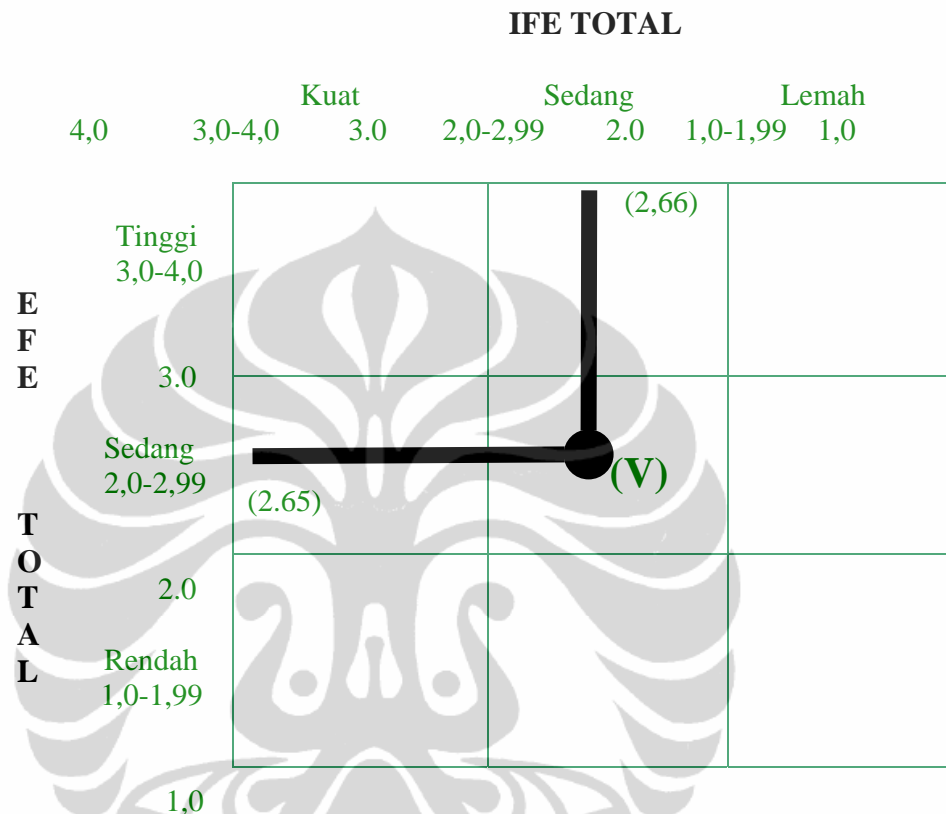 IFE TOTAL
Kuat Sedang Lemah
4,0 3,0-4,0 3.0 2,0-2,99 2.0 1,0-1,99 1,0
(2,66)
Tinggi
3,0-4,0
E
F
E
3.0
Sedang
2,0-2,99
(V)
(2.65)
T
O
T
A
L
2.0
Rendah
1,0-1,99
1,0